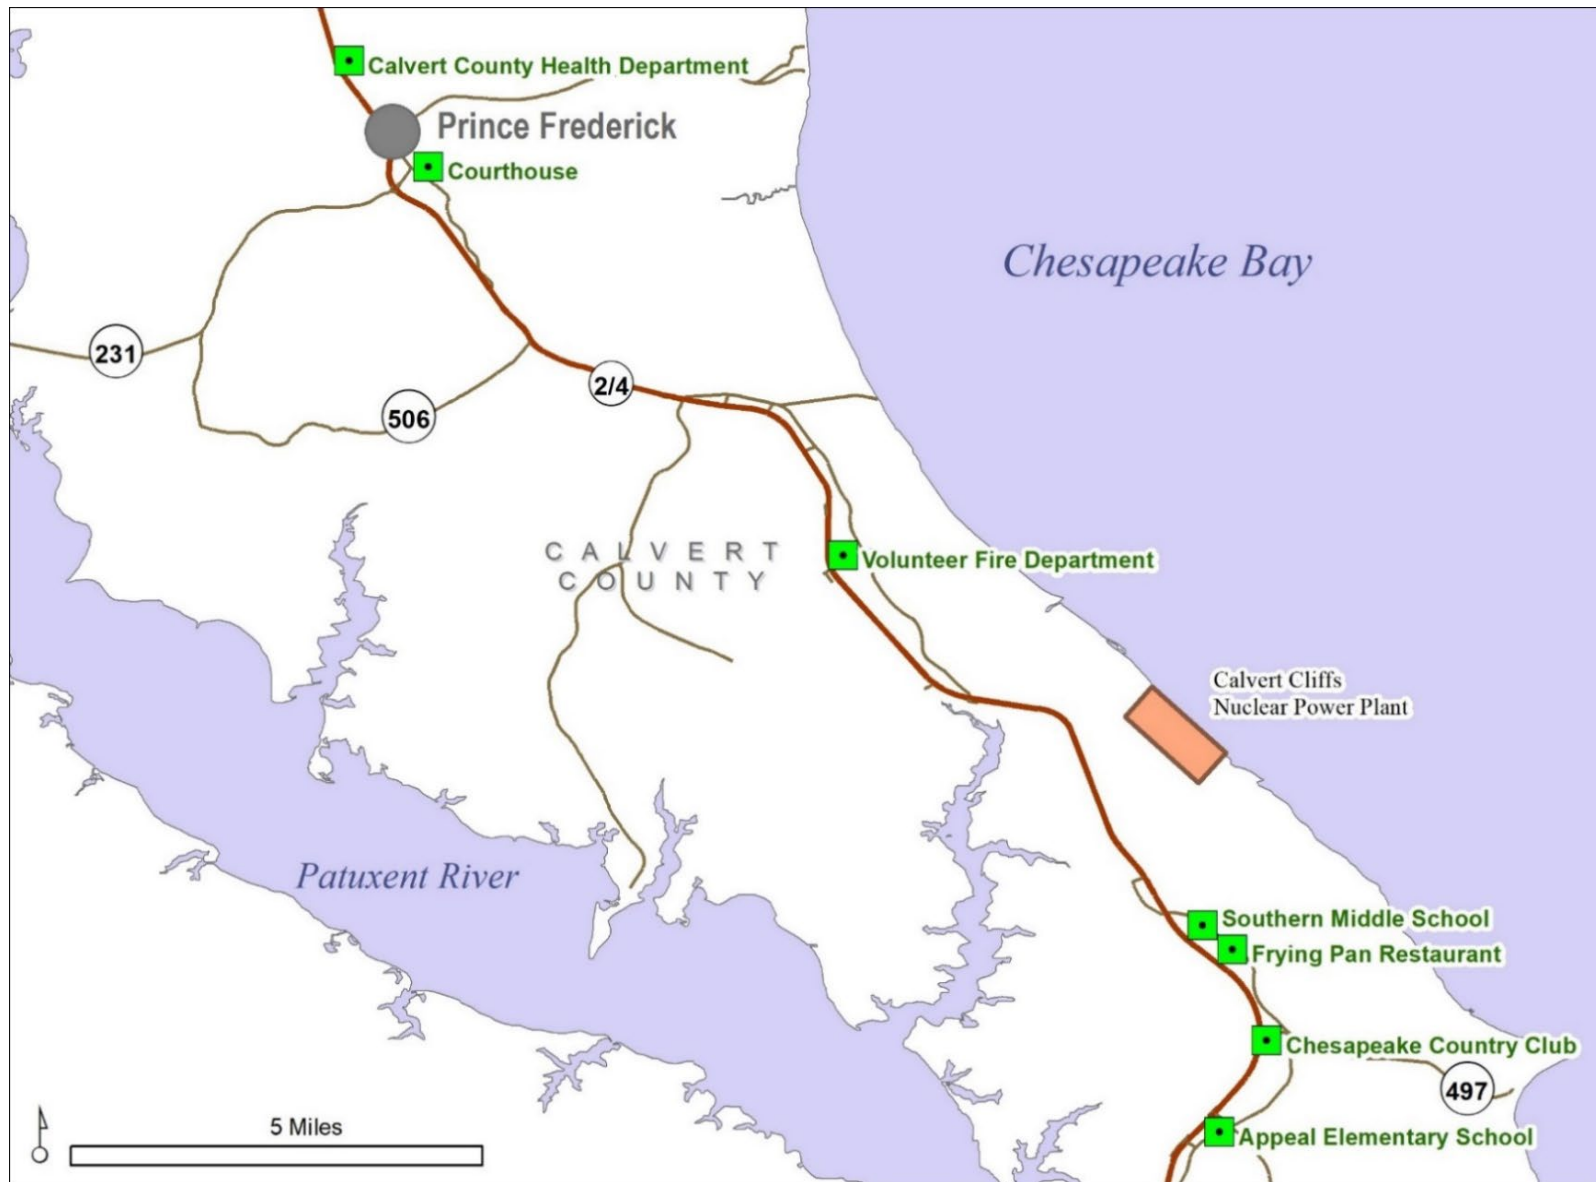 Calvert County Health Department
Prince Frederick
Courthouse
Chesapeake Bay
231
2/4
506
CALVERT
COUNTY
Volunteer Fire Department
Calvert Cliffs
Nuclear Power Plant
Patuxent River
Southern Middle School
Frying Pan Restaurant
Chesapeake Country Club
497
5 Miles
Appeal Elementary School